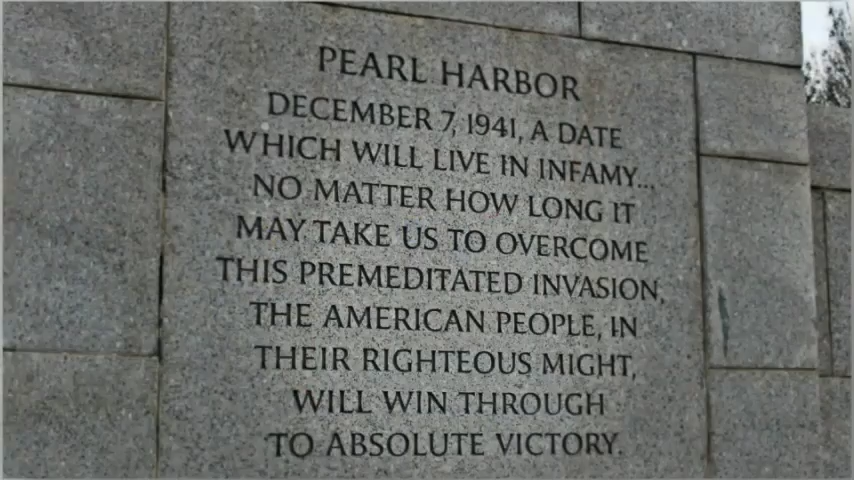 PEARL HARBOR
DECEMBER 7, 1941, A DATE
WHICH WILL LIVE IN INFAMY...
NO MATTER HOW LONG IT
MAY TAKE US TO OVERCOME
THIS PREMEDITATED INVASION,
THE AMERICAN PEOPLE, IN
THEIR RIGHTEOUS MIGHT,
WILL WIN THROUGH
TO ABSOLUTE VICTORY.